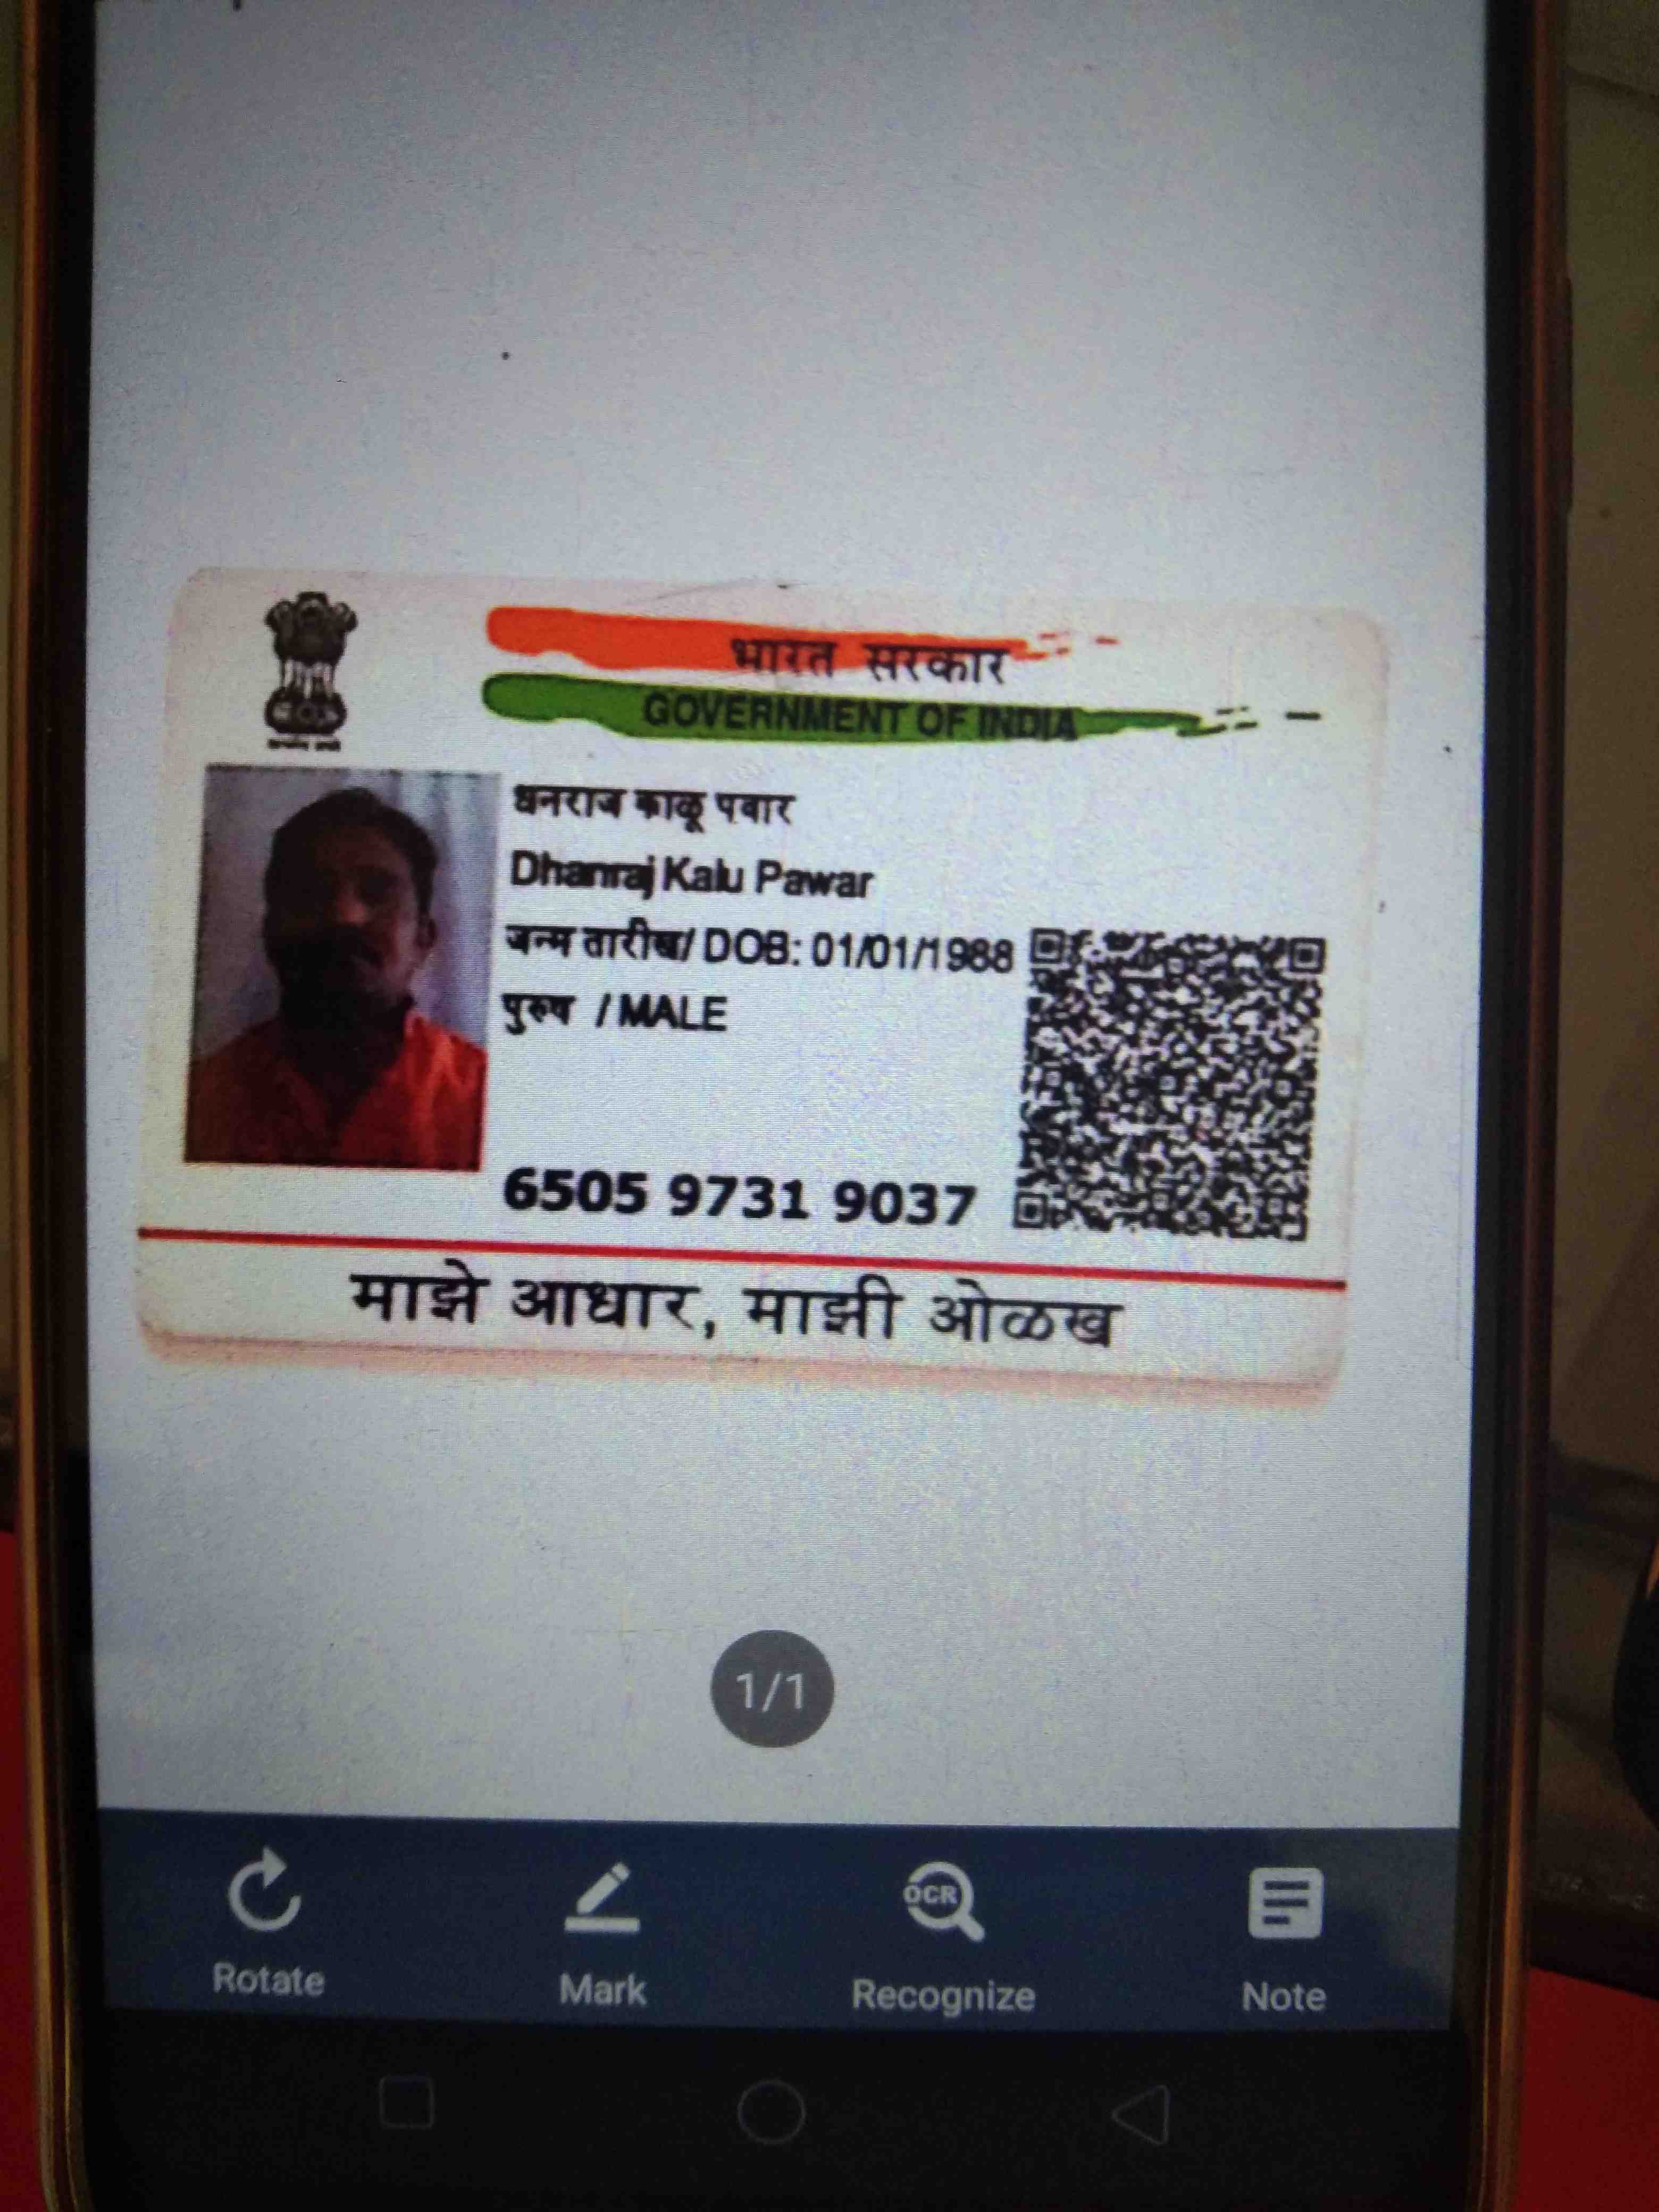 भारत सरकार
GOVERNMENT OF INDIA
धनराज काळू पवार
Dhanraj Kalu Pawar
जन्म तारीख/ DOB: 01/01/1988
पुरुष / MALE
6505 9731 9037
माझे आधार, माझी ओळख
1/1
OCR
Rotate
Mark
Recognize
Note